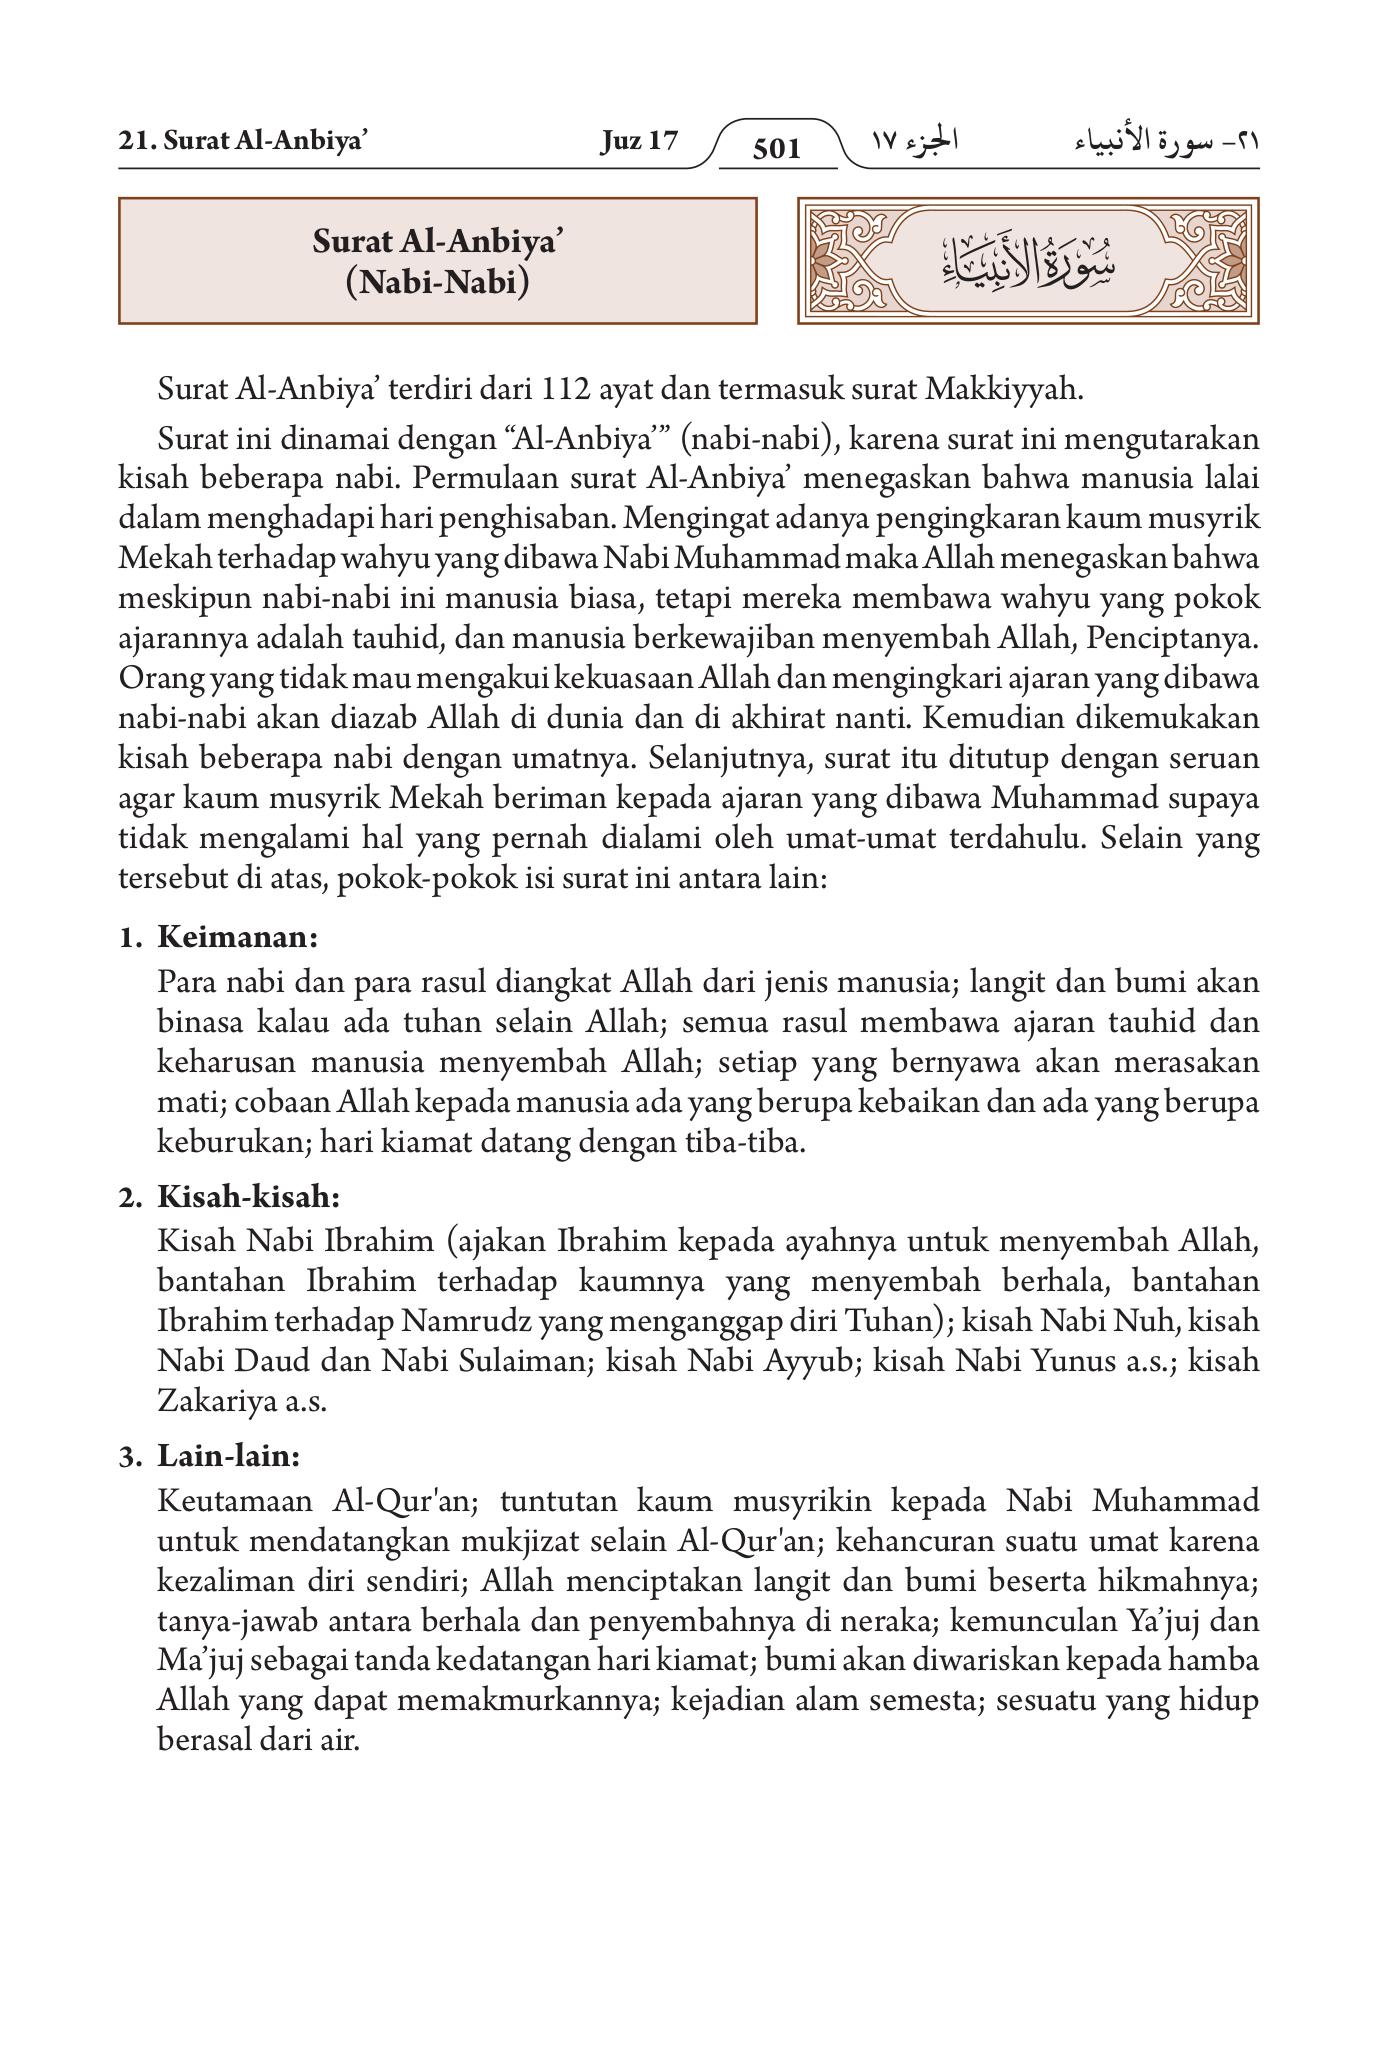 21. Surat Al-Anbiya’ Juz 17 501 الجزء ١٧ ٢١- سورة الأنبياء
Surat Al-Anbiya’
(Nabi-Nabi)
سُورَةُ الأَنبِيَاءِ
Surat Al-Anbiya’ terdiri dari 112 ayat dan termasuk surat Makkiyyah.
Surat ini dinamai dengan “Al-Anbiya’” (nabi-nabi), karena surat ini mengutarakan
kisah beberapa nabi. Permulaan surat Al-Anbiya’ menegaskan bahwa manusia lalai
dalam menghadapi hari penghisaban. Mengingat adanya pengingkaran kaum musyrik
Mekah terhadap wahyu yang dibawa Nabi Muhammad maka Allah menegaskan bahwa
meskipun nabi-nabi ini manusia biasa, tetapi mereka membawa wahyu yang pokok
ajarannya adalah tauhid, dan manusia berkewajiban menyembah Allah, Penciptanya.
Orang yang tidak mau mengakui kekuasaan Allah dan mengingkari ajaran yang dibawa
nabi-nabi akan diazab Allah di dunia dan di akhirat nanti. Kemudian dikemukakan
kisah beberapa nabi dengan umatnya. Selanjutnya, surat itu ditutup dengan seruan
agar kaum musyrik Mekah beriman kepada ajaran yang dibawa Muhammad supaya
tidak mengalami hal yang pernah dialami oleh umat-umat terdahulu. Selain yang
tersebut di atas, pokok-pokok isi surat ini antara lain:
1. Keimanan:
Para nabi dan para rasul diangkat Allah dari jenis manusia; langit dan bumi akan
binasa kalau ada tuhan selain Allah; semua rasul membawa ajaran tauhid dan
keharusan manusia menyembah Allah; setiap yang bernyawa akan merasakan
mati; cobaan Allah kepada manusia ada yang berupa kebaikan dan ada yang berupa
keburukan; hari kiamat datang dengan tiba-tiba.
2. Kisah-kisah:
Kisah Nabi Ibrahim (ajakan Ibrahim kepada ayahnya untuk menyembah Allah,
bantahan Ibrahim terhadap kaumnya yang menyembah berhala, bantahan
Ibrahim terhadap Namrudz yang menganggap diri Tuhan); kisah Nabi Nuh, kisah
Nabi Daud dan Nabi Sulaiman; kisah Nabi Ayyub; kisah Nabi Yunus a.s.; kisah
Zakariya a.s.
3. Lain-lain:
Keutamaan Al-Qur'an; tuntutan kaum musyrikin kepada Nabi Muhammad
untuk mendatangkan mukjizat selain Al-Qur'an; kehancuran suatu umat karena
kezaliman diri sendiri; Allah menciptakan langit dan bumi beserta hikmahnya;
tanya-jawab antara berhala dan penyembahnya di neraka; kemunculan Ya’juj dan
Ma’juj sebagai tanda kedatangan hari kiamat; bumi akan diwariskan kepada hamba
Allah yang dapat memakmurkannya; kejadian alam semesta; sesuatu yang hidup
berasal dari air.